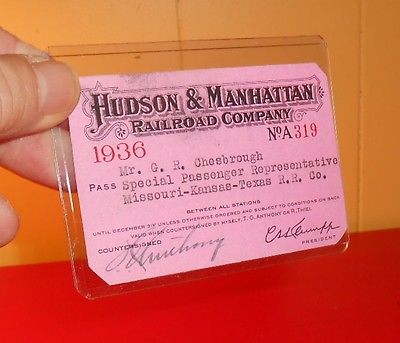 HUDSON & MANHATTAN
RAILROAD COMPANY
1936
No A 319
Mr. G. R. Chesbrough
PASS Special Passenger Representative
Missouri-Kansas-Texas R.R. Co.
BETWEEN ALL STATIONS
UNTIL DECEMBER 31ST UNLESS OTHERWISE ORDERED AND SUBJECT TO CONDITIONS ON BACK
VALID WHEN COUNTERSIGNED BY MYSELF, J. O. ANTHONY OR R. THIEL
COUNTERSIGNED
Anthony
PRESIDENT